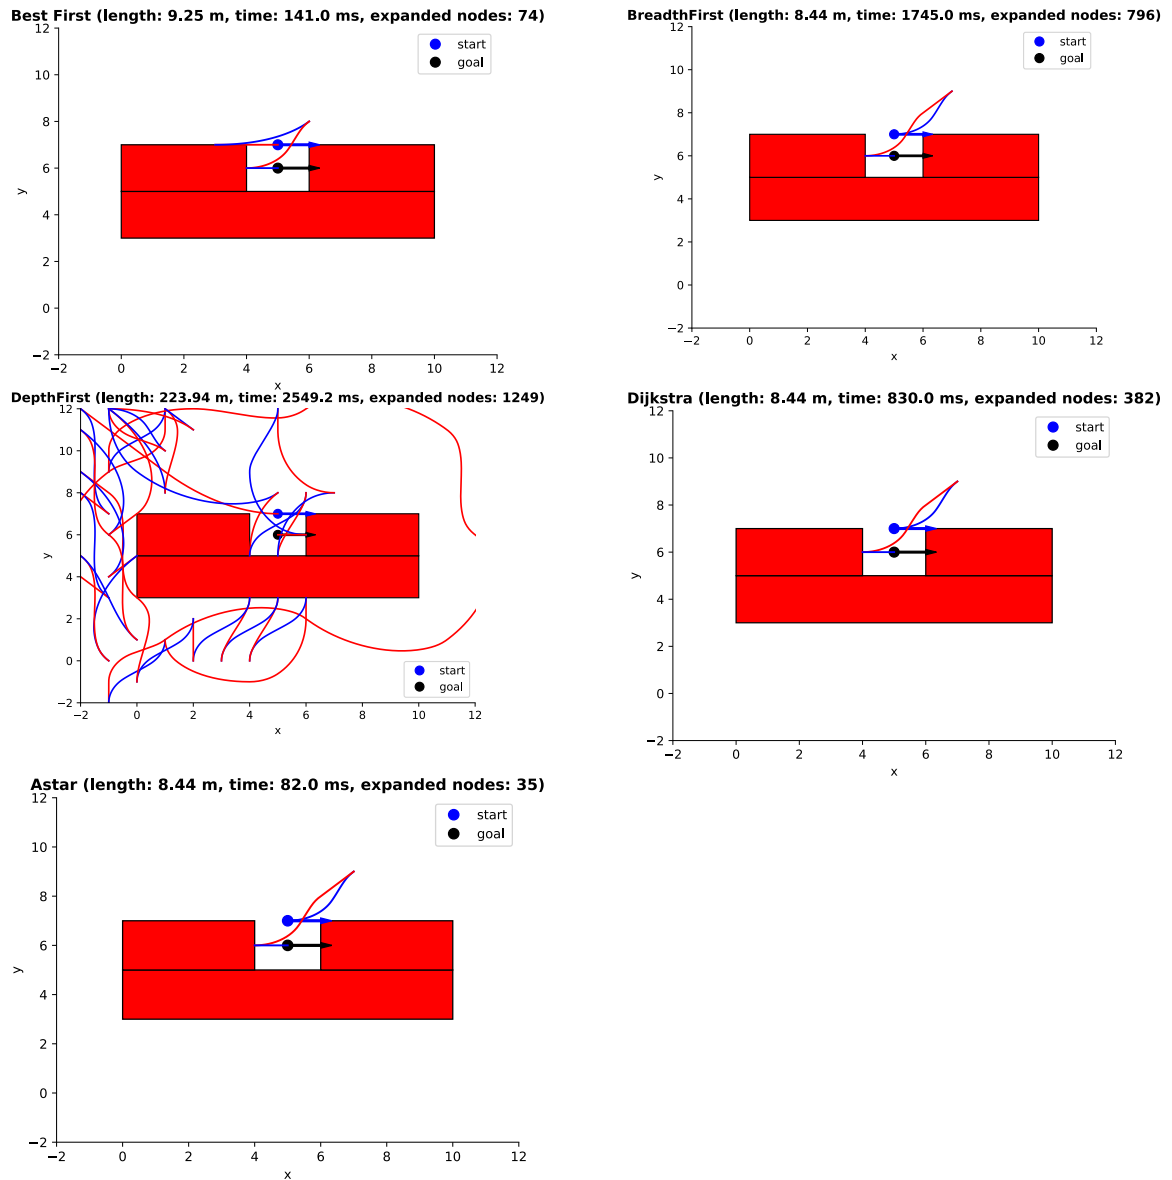 Best First (length: 9.25 m, time: 141.0 ms, expanded nodes: 74)
12
10
8
6
4
2
0
−2
y
−2 0 2 4 6 8 10 12
x
start
goal
BreadthFirst (length: 8.44 m, time: 1745.0 ms, expanded nodes: 796)
12
10
8
6
4
2
0
−2
y
−2 0 2 4 6 8 10 12
x
start
goal
DepthFirst (length: 223.94 m, time: 2549.2 ms, expanded nodes: 1249)
12
10
8
6
4
2
0
−2
y
−2 0 2 4 6 8 10 12
x
start
goal
Dijkstra (length: 8.44 m, time: 830.0 ms, expanded nodes: 382)
12
10
8
6
4
2
0
−2
y
−2 0 2 4 6 8 10 12
x
start
goal
Astar (length: 8.44 m, time: 82.0 ms, expanded nodes: 35)
12
10
8
6
4
2
0
−2
y
−2 0 2 4 6 8 10 12
x
start
goal